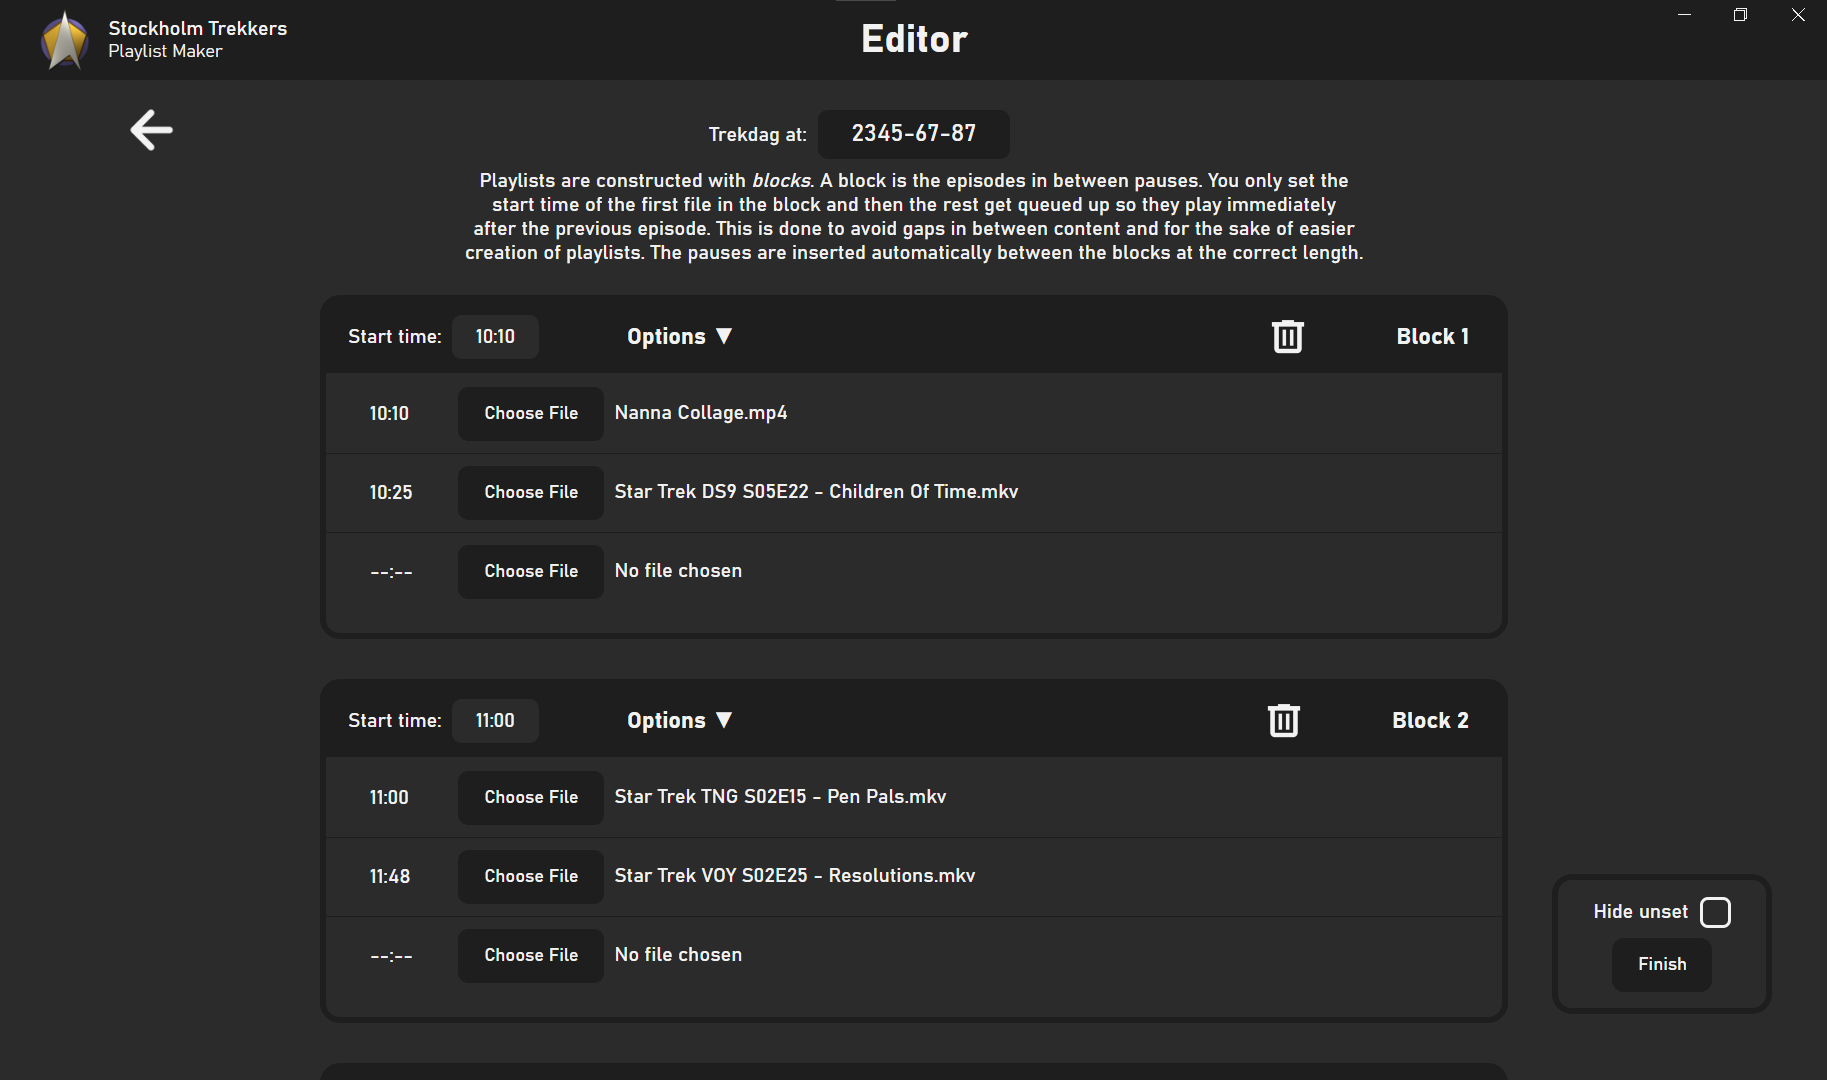 Stockholm Trekkers
Playlist Maker
Editor
Trekdag at: 2345-67-87
Playlists are constructed with blocks. A block is the episodes in between pauses. You only set the
start time of the first file in the block and then the rest get queued up so they play immediately
after the previous episode. This is done to avoid gaps in between content and for the sake of easier
creation of playlists. The pauses are inserted automatically between the blocks at the correct length.
Start time: 10:10 Options ▼ Block 1
10:10 Choose File Nanna Collage.mp4
10:25 Choose File Star Trek DS9 S05E22 - Children Of Time.mkv
--:-- Choose File No file chosen
Start time: 11:00 Options ▼ Block 2
11:00 Choose File Star Trek TNG S02E15 - Pen Pals.mkv
11:48 Choose File Star Trek VOY S02E25 - Resolutions.mkv
--:-- Choose File No file chosen
Hide unset
Finish